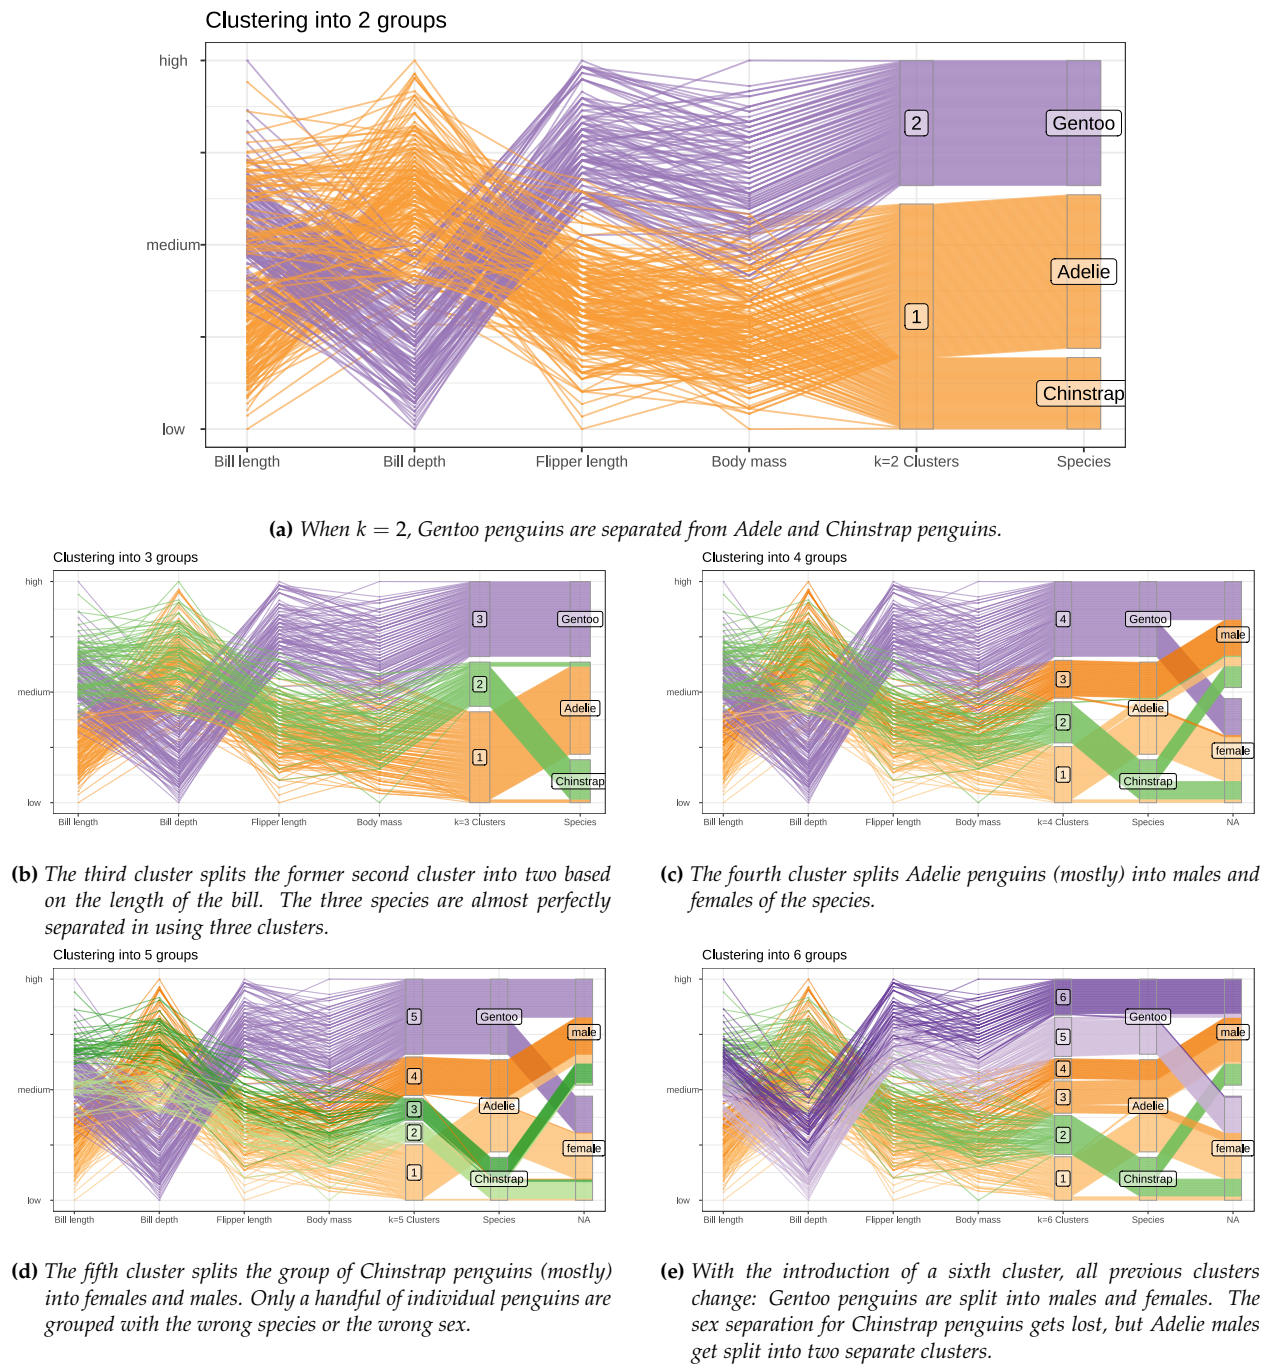 Clustering into 2 groups
high
medium
low
2
1
Gentoo
Adelie
Chinstrap
Bill length Bill depth Flipper length Body mass k=2 Clusters Species
(a) When k = 2, Gentoo penguins are separated from Adele and Chinstrap penguins.
Clustering into 3 groups
high
medium
low
3
2
1
Gentoo
Adelie
Chinstrap
Bill length Bill depth Flipper length Body mass k=3 Clusters Species
(b) The third cluster splits the former second cluster into two based
on the length of the bill. The three species are almost perfectly
separated in using three clusters.
Clustering into 4 groups
high
medium
low
4
3
2
1
Gentoo
Adelie
Chinstrap
male
female
Bill length Bill depth Flipper length Body mass k=4 Clusters Species NA
(c) The fourth cluster splits Adelie penguins (mostly) into males and
females of the species.
Clustering into 5 groups
high
medium
low
5
4
3
2
1
Gentoo
Adelie
Chinstrap
male
female
Bill length Bill depth Flipper length Body mass k=5 Clusters Species NA
(d) The fifth cluster splits the group of Chinstrap penguins (mostly)
into females and males. Only a handful of individual penguins are
grouped with the wrong species or the wrong sex.
Clustering into 6 groups
high
medium
low
6
5
4
3
2
1
Gentoo
Adelie
Chinstrap
male
female
Bill length Bill depth Flipper length Body mass k=6 Clusters Species NA
(e) With the introduction of a sixth cluster, all previous clusters
change: Gentoo penguins are split into males and females. The
sex separation for Chinstrap penguins gets lost, but Adelie males
get split into two separate clusters.